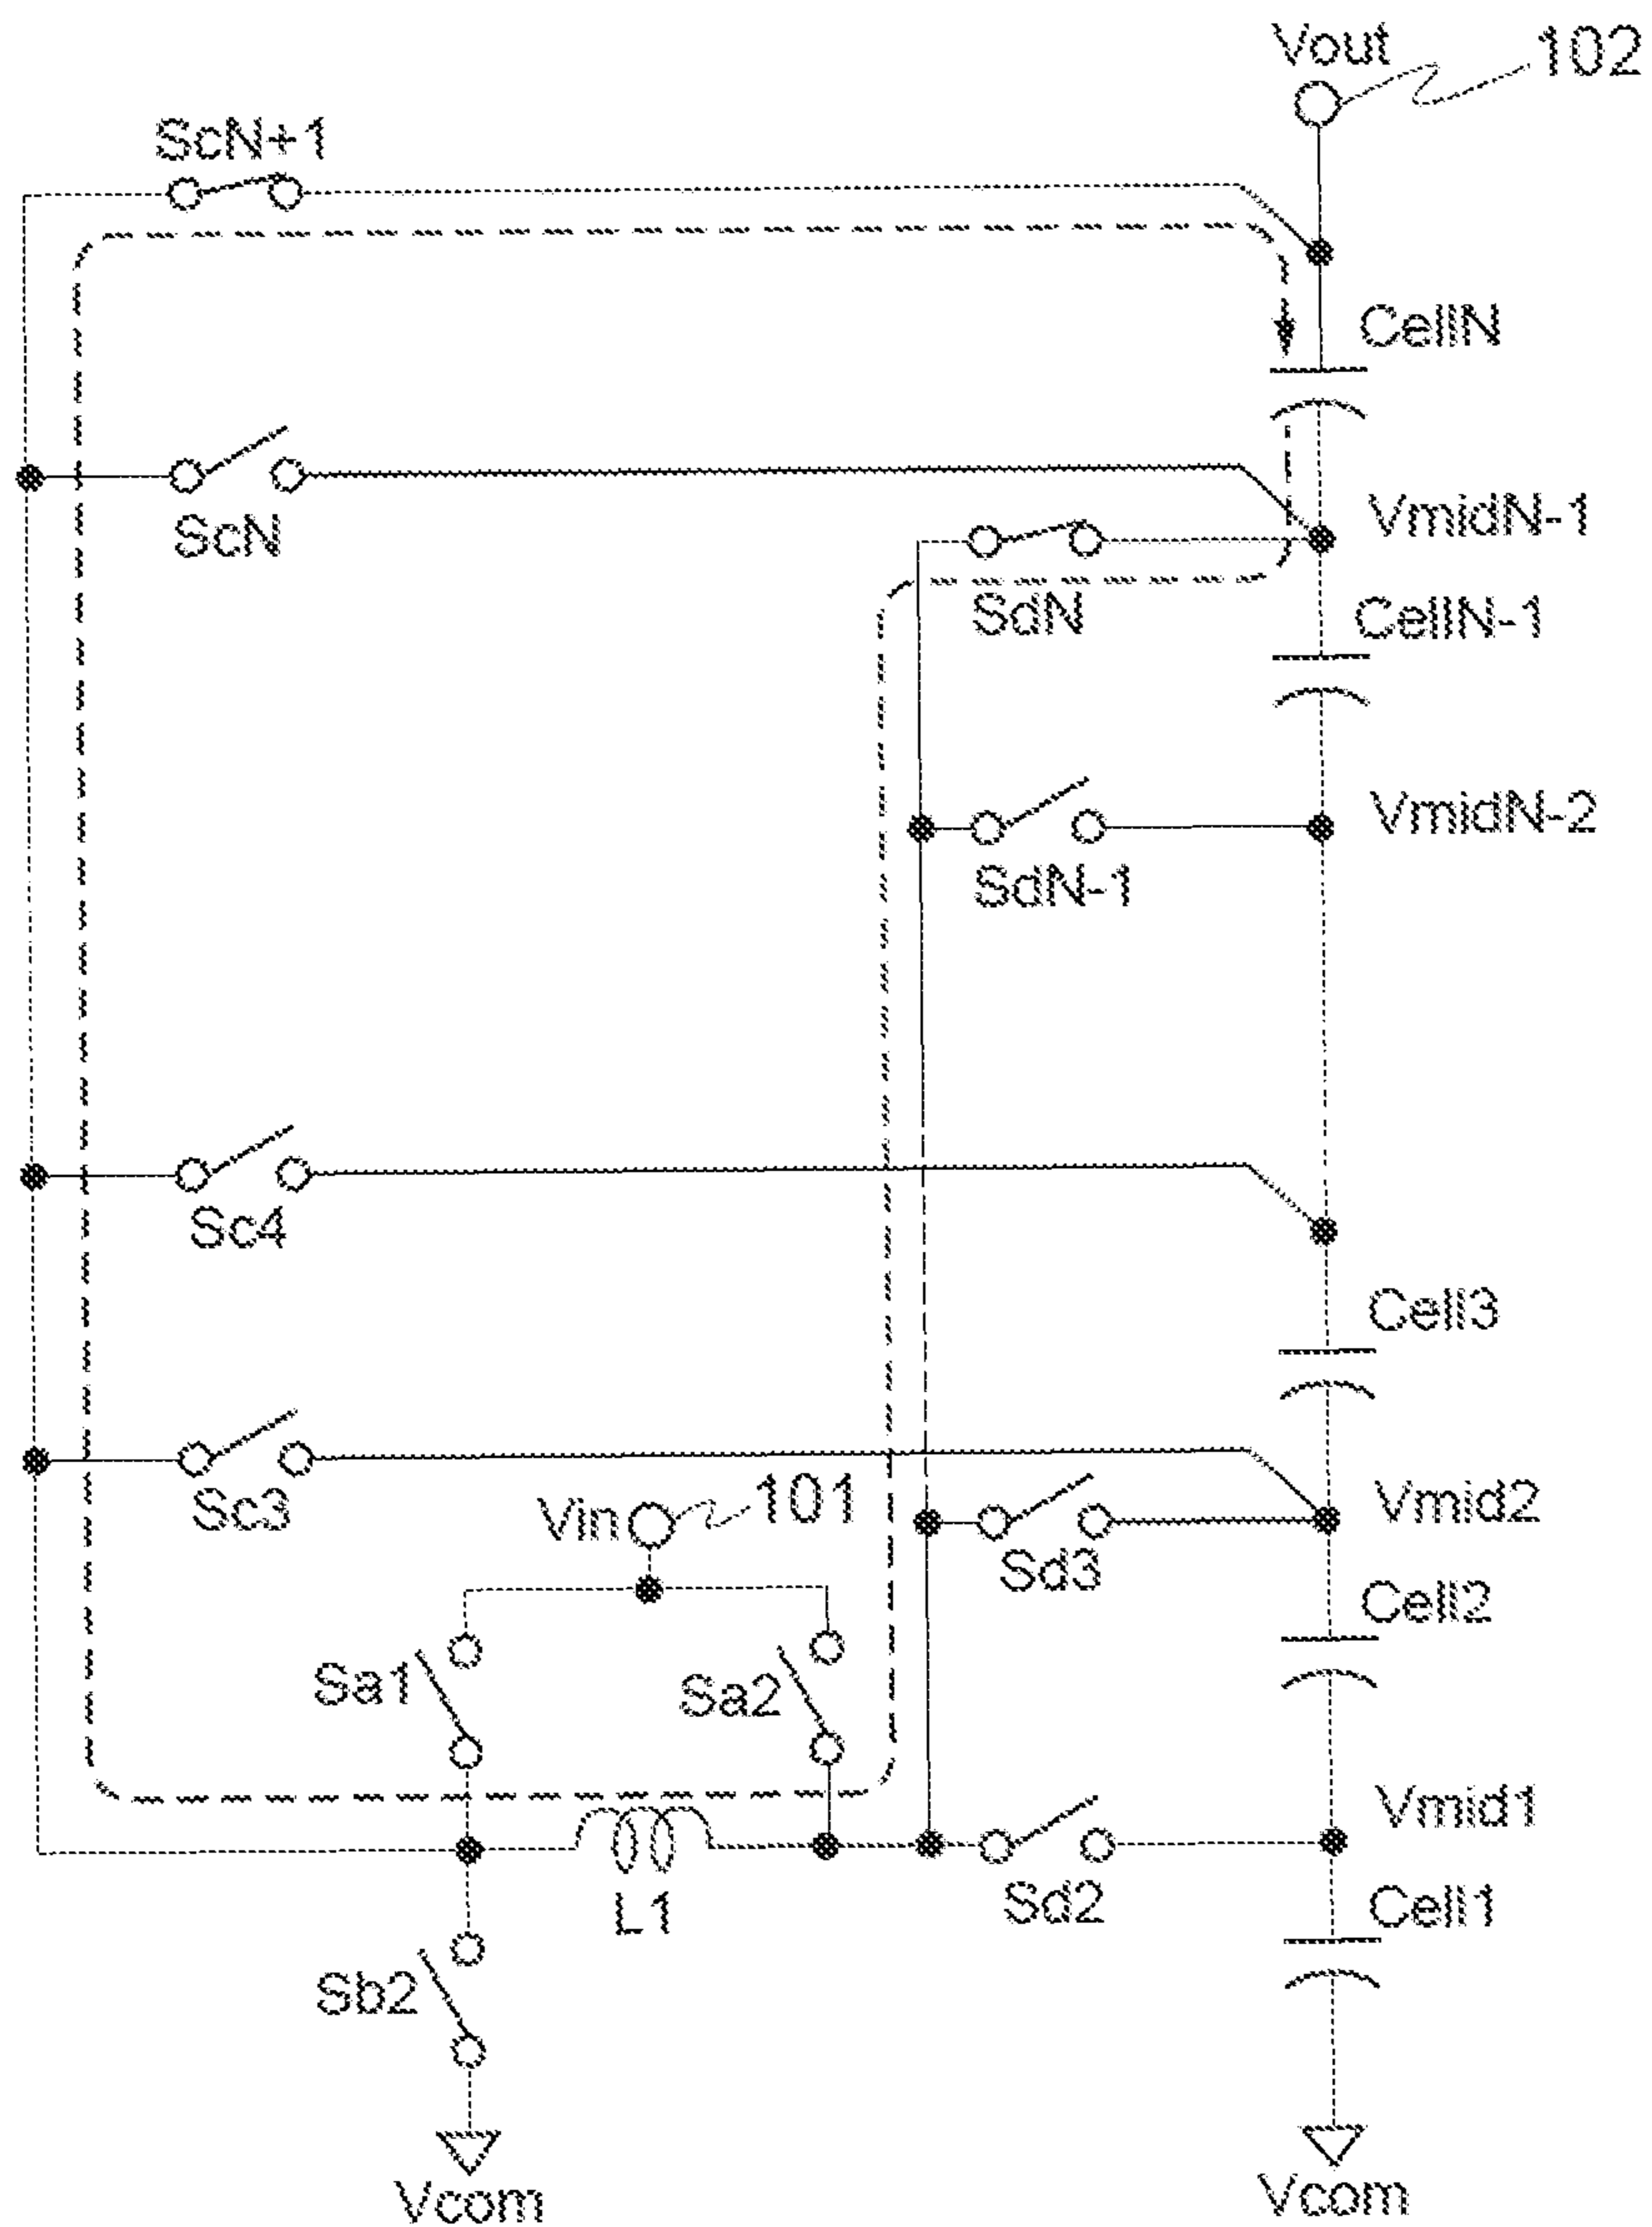 Vout
102
ScN+1
CellN
ScN
VmidN-1
SdN
CellN-1
VmidN-2
SdN-1
Sc4
Cell3
Sc3
Vin
101
Vmid2
Sd3
Cell2
Sa1
Sa2
Vmid1
L1
Sd2
Cell1
Sb2
Vcom
Vcom